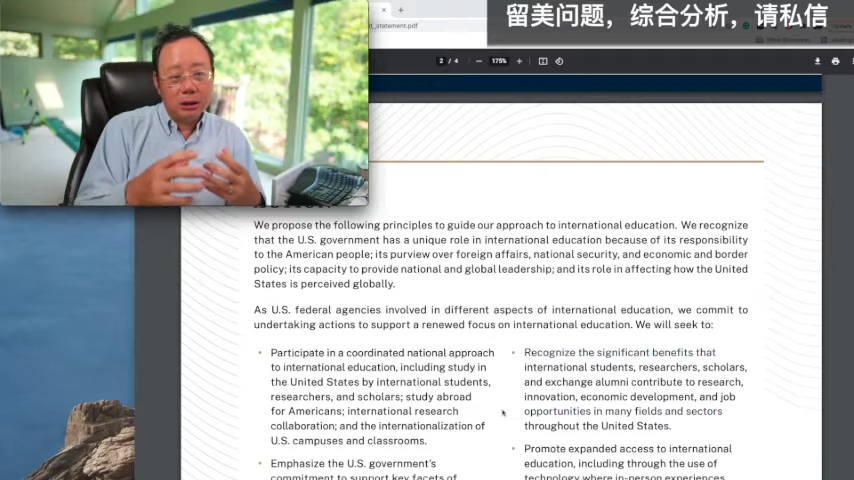 留美问题，综合分析，请私信
t_statement.pdf
2 / 4
175%
We propose the following principles to guide our approach to international education. We recognize
that the U.S. government has a unique role in international education because of its responsibility
to the American people; its purview over foreign affairs, national security, and economic and border
policy; its capacity to provide national and global leadership; and its role in affecting how the United
States is perceived globally.
As U.S. federal agencies involved in different aspects of international education, we commit to
undertaking actions to support a renewed focus on international education. We will seek to:
• Participate in a coordinated national approach
to international education, including study in
the United States by international students,
researchers, and scholars; study abroad
for Americans; international research
collaboration; and the internationalization of
U.S. campuses and classrooms.
• Emphasize the U.S. government's
commitment to support key facets of
• Recognize the significant benefits that
international students, researchers, scholars,
and exchange alumni contribute to research,
innovation, economic development, and job
opportunities in many fields and sectors
throughout the United States.
• Promote expanded access to international
education, including through the use of
technology where in-person experiences